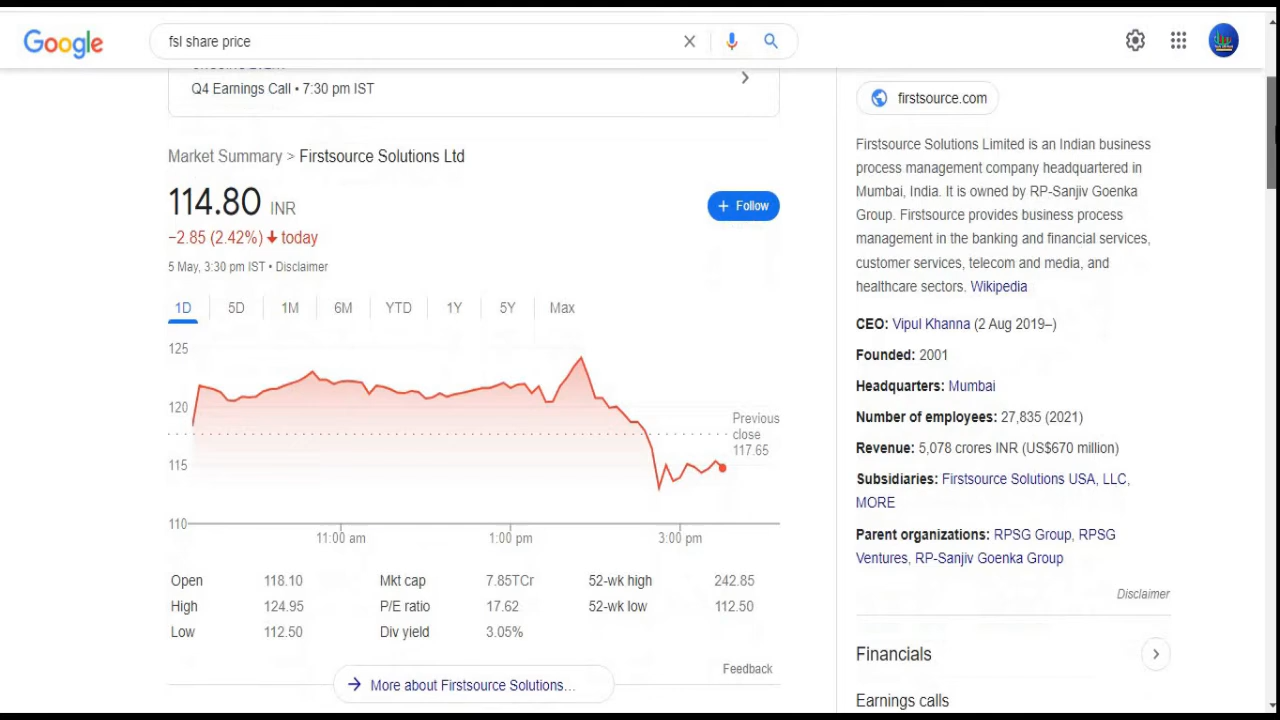 Google
fsl share price
Q4 Earnings Call • 7:30 pm IST
Market Summary > Firstsource Solutions Ltd
114.80 INR
+ Follow
−2.85 (2.42%) ↓ today
5 May, 3:30 pm IST • Disclaimer
1D 5D 1M 6M YTD 1Y 5Y Max
125
120
115
110
Previous
close
117.65
11:00 am 1:00 pm 3:00 pm
Open 118.10 Mkt cap 7.85TCr 52-wk high 242.85
High 124.95 P/E ratio 17.62 52-wk low 112.50
Low 112.50 Div yield 3.05%
Feedback
→ More about Firstsource Solutions...
firstsource.com
Firstsource Solutions Limited is an Indian business
process management company headquartered in
Mumbai, India. It is owned by RP-Sanjiv Goenka
Group. Firstsource provides business process
management in the banking and financial services,
customer services, telecom and media, and
healthcare sectors. Wikipedia
CEO: Vipul Khanna (2 Aug 2019–)
Founded: 2001
Headquarters: Mumbai
Number of employees: 27,835 (2021)
Revenue: 5,078 crores INR (US$670 million)
Subsidiaries: Firstsource Solutions USA, LLC,
MORE
Parent organizations: RPSG Group, RPSG
Ventures, RP-Sanjiv Goenka Group
Disclaimer
Financials
Earnings calls